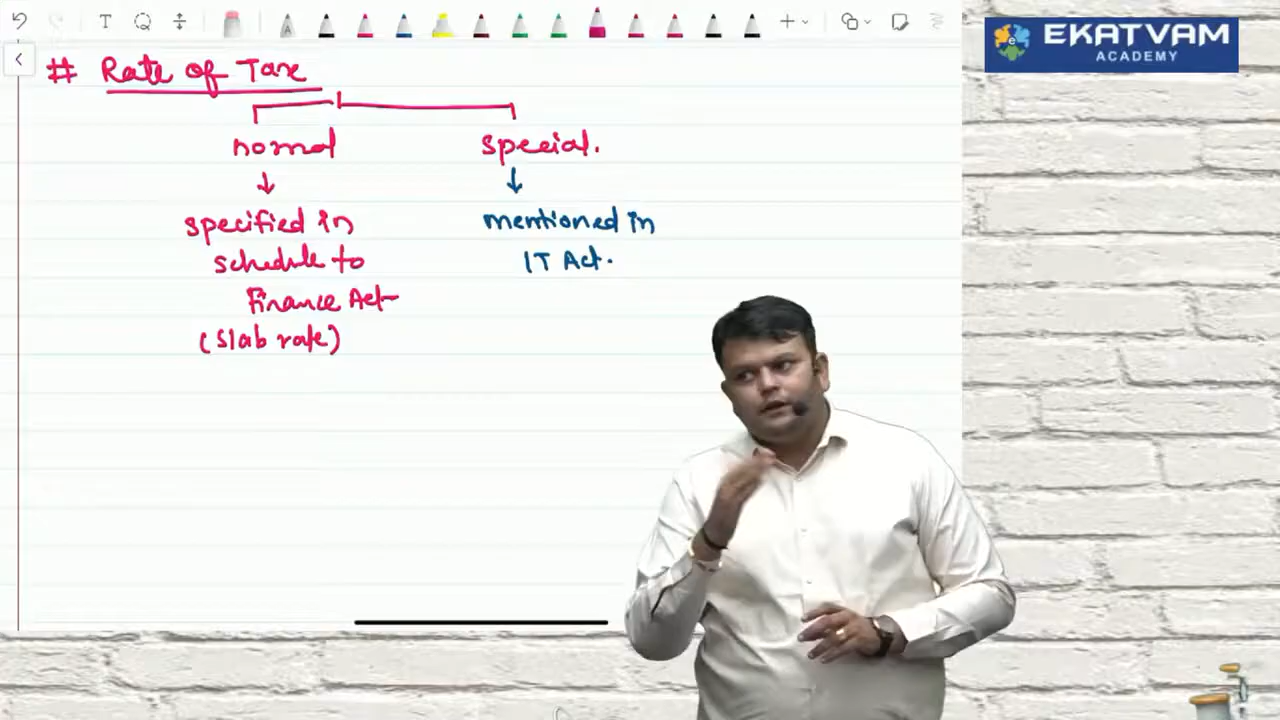 EKATVAM
ACADEMY
# Rate of Tax
normal
special.
specified in
schedule to
Finance Act
(Slab rate)
mentioned in
IT Act.